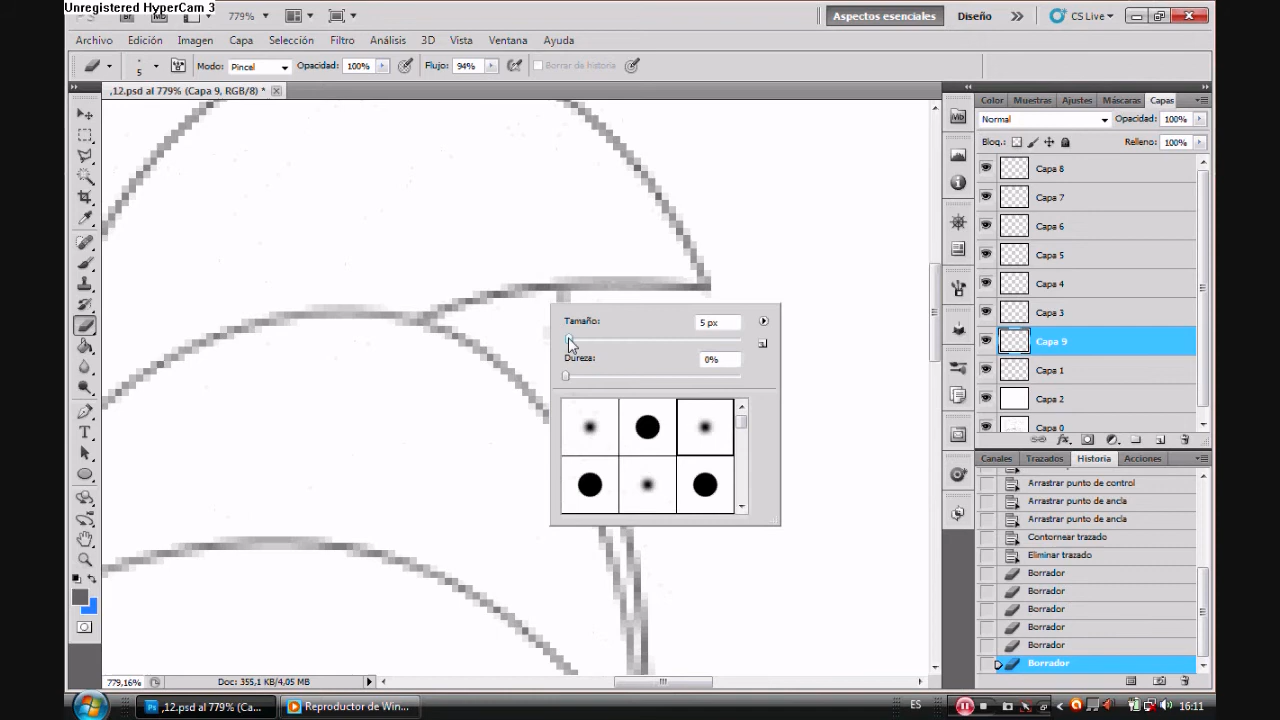 Unregistered HyperCam 3
PS
Br
Mb
779%
Aspectos esenciales
Diseño
CS Live
Archivo Edición Imagen Capa Selección Filtro Análisis 3D Vista Ventana Ayuda
5
Modo: Pincel
Opacidad: 100%
Flujo: 94%
Borrar de historia
,12.psd al 779% (Capa 9, RGB/8) *
Color Muestras Ajustes Máscaras Capas
Normal
Opacidad: 100%
Bloq.:
Relleno: 100%
Capa 8
Capa 7
Capa 6
Capa 5
Capa 4
Capa 3
Capa 9
Capa 1
Capa 2
Capa 0
Tamaño: 5 px
Dureza: 0%
Canales Trazados Historia Acciones
Arrastrar punto de control
Arrastrar punto de ancla
Arrastrar punto de ancla
Contornear trazado
Eliminar trazado
Borrador
Borrador
Borrador
Borrador
Borrador
Borrador
779,16%
Doc: 355,1 KB/4,05 MB
,12.psd al 779% (Ca...
Reproductor de Win...
ES
16:11